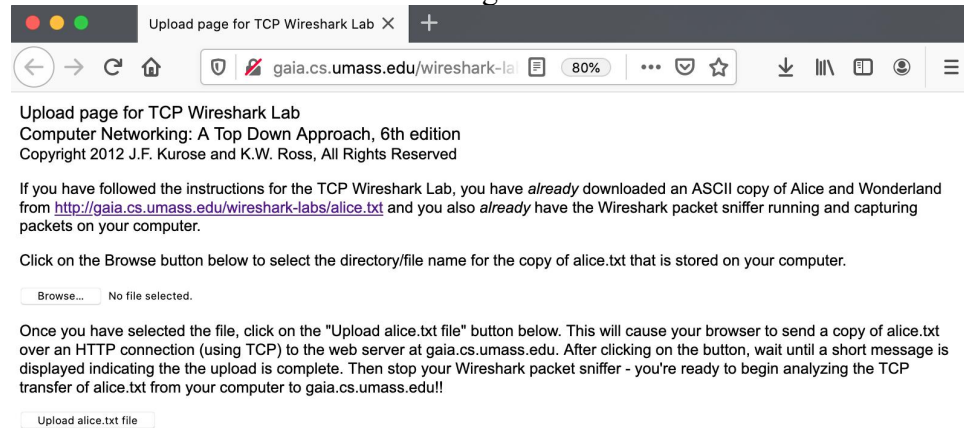 Upload page for TCP Wireshark Lab
gaia.cs.umass.edu/wireshark-la
80%
Upload page for TCP Wireshark Lab
Computer Networking: A Top Down Approach, 6th edition
Copyright 2012 J.F. Kurose and K.W. Ross, All Rights Reserved
If you have followed the instructions for the TCP Wireshark Lab, you have already downloaded an ASCII copy of Alice and Wonderland
from http://gaia.cs.umass.edu/wireshark-labs/alice.txt and you also already have the Wireshark packet sniffer running and capturing
packets on your computer.
Click on the Browse button below to select the directory/file name for the copy of alice.txt that is stored on your computer.
Browse... No file selected.
Once you have selected the file, click on the "Upload alice.txt file" button below. This will cause your browser to send a copy of alice.txt
over an HTTP connection (using TCP) to the web server at gaia.cs.umass.edu. After clicking on the button, wait until a short message is
displayed indicating the the upload is complete. Then stop your Wireshark packet sniffer - you're ready to begin analyzing the TCP
transfer of alice.txt from your computer to gaia.cs.umass.edu!!
Upload alice.txt file